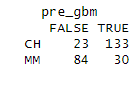 pre_gbm
FALSE TRUE
CH 23 133
MM 84 30